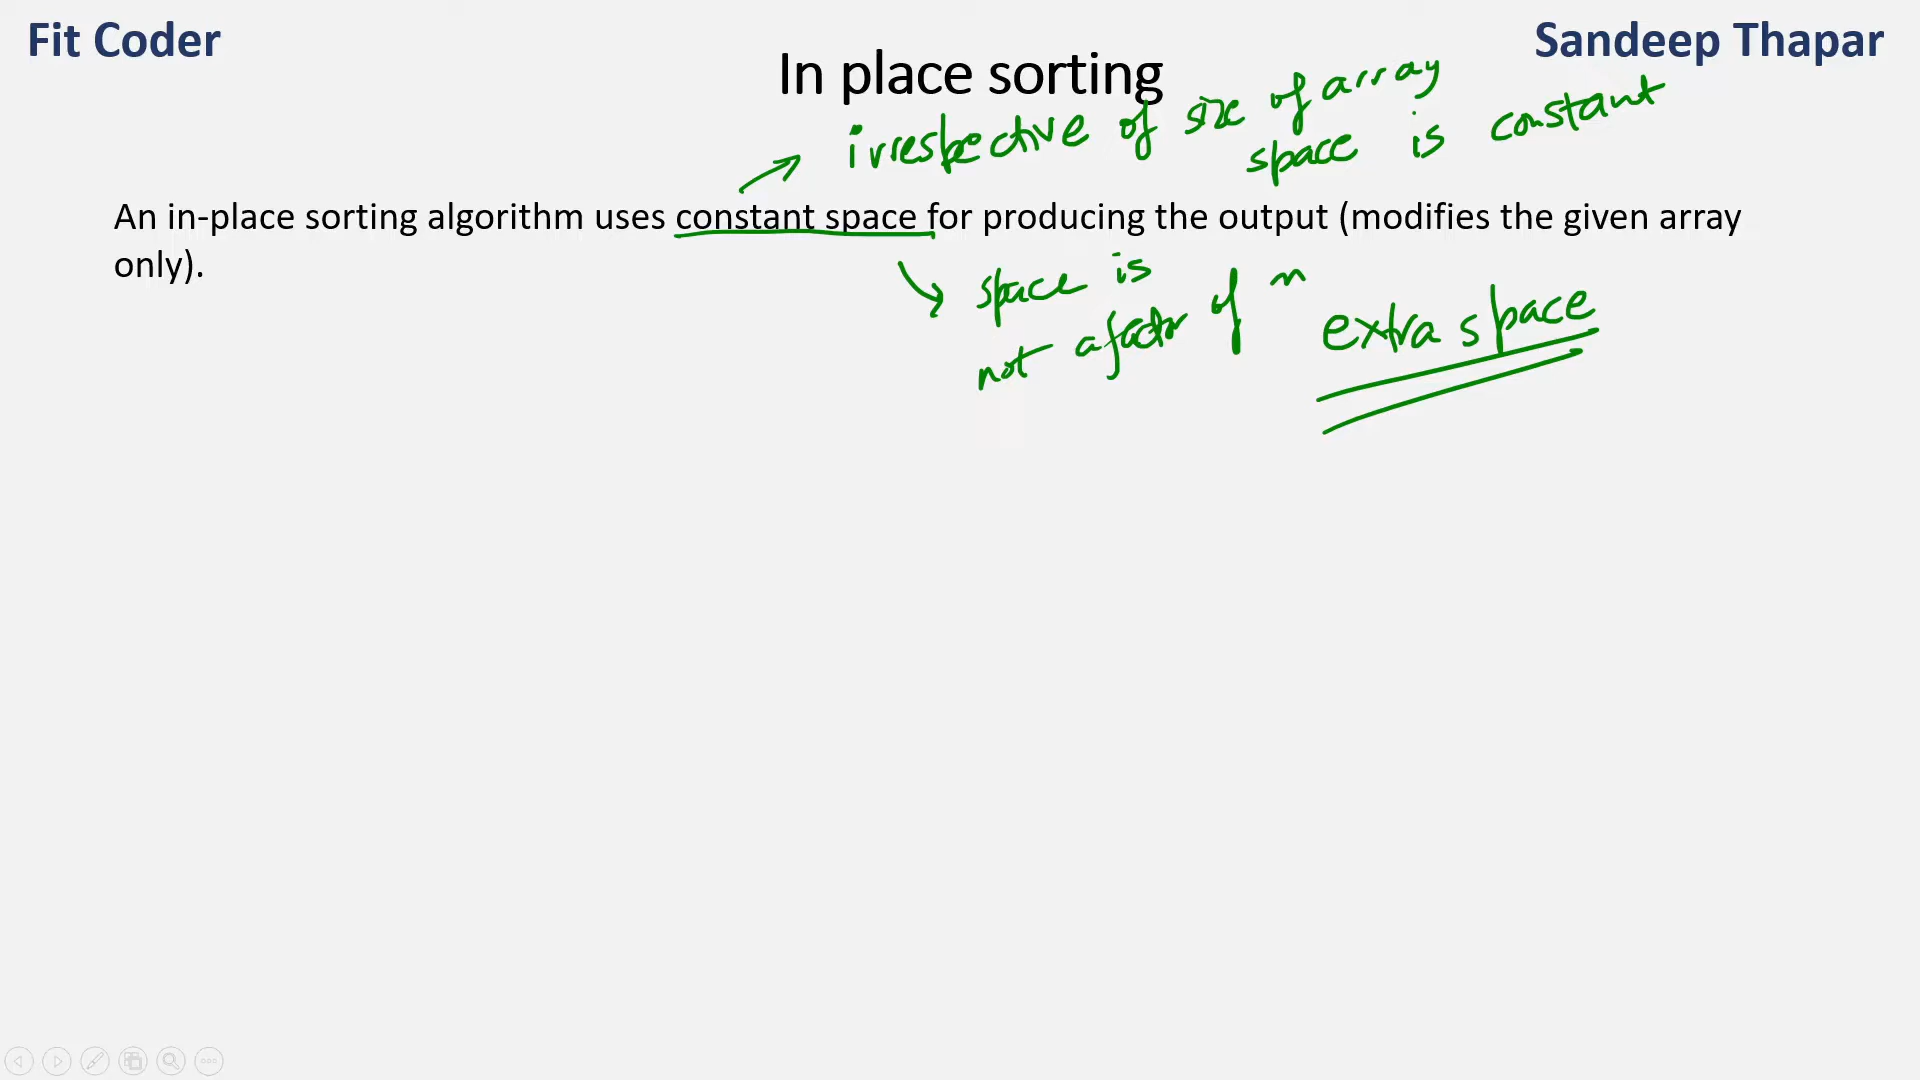 Fit Coder
Sandeep Thapar
In place sorting
irrespective of size of array
space is constant
An in-place sorting algorithm uses constant space for producing the output (modifies the given array
only).
space is
not a factor of n
extra space